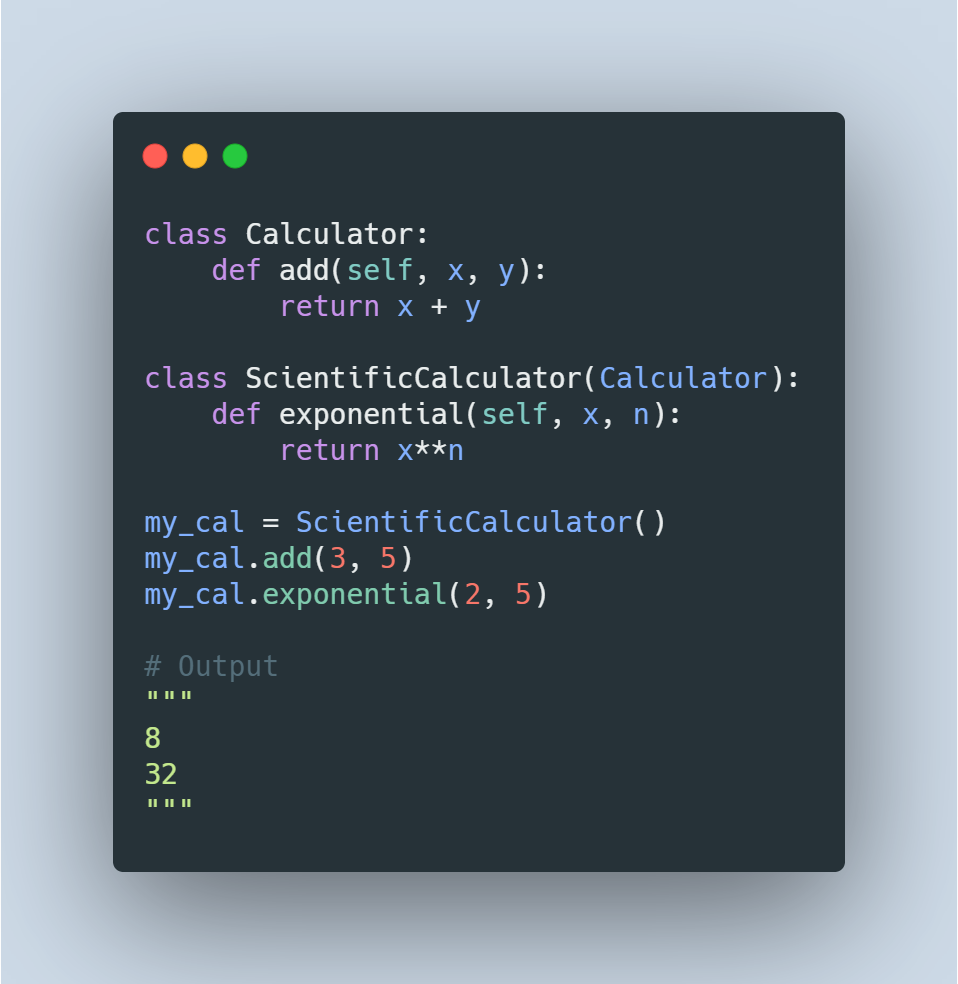 class Calculator:
    def add(self, x, y):
        return x + y

class ScientificCalculator(Calculator):
    def exponential(self, x, n):
        return x**n

my_cal = ScientificCalculator()
my_cal.add(3, 5)
my_cal.exponential(2, 5)

# Output
"""
8
32
"""